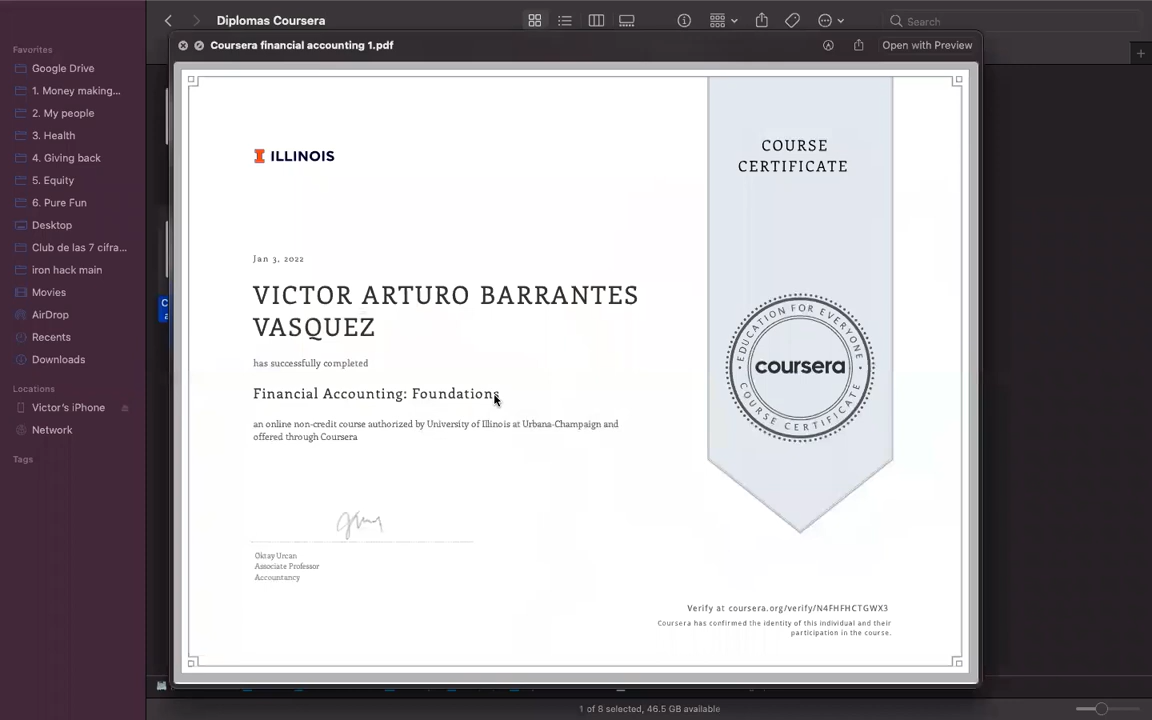 Diplomas Coursera
Search
Coursera financial accounting 1.pdf
Open with Preview
Favorites
Google Drive
1. Money making...
2. My people
3. Health
4. Giving back
5. Equity
6. Pure Fun
Desktop
Club de las 7 cifra...
iron hack main
Movies
AirDrop
Recents
Downloads
Locations
Victor's iPhone
Network
Tags
ILLINOIS
COURSE
CERTIFICATE
Jan 3, 2022
VICTOR ARTURO BARRANTES
VASQUEZ
has successfully completed
Financial Accounting: Foundations
an online non-credit course authorized by University of Illinois at Urbana-Champaign and
offered through Coursera
EDUCATION FOR EVERYONE
coursera
COURSE CERTIFICATE
Oktay Urcan
Associate Professor
Accountancy
Verify at coursera.org/verify/N4FHFHCTGWX3
Coursera has confirmed the identity of this individual and their
participation in the course.
1 of 8 selected, 46.5 GB available